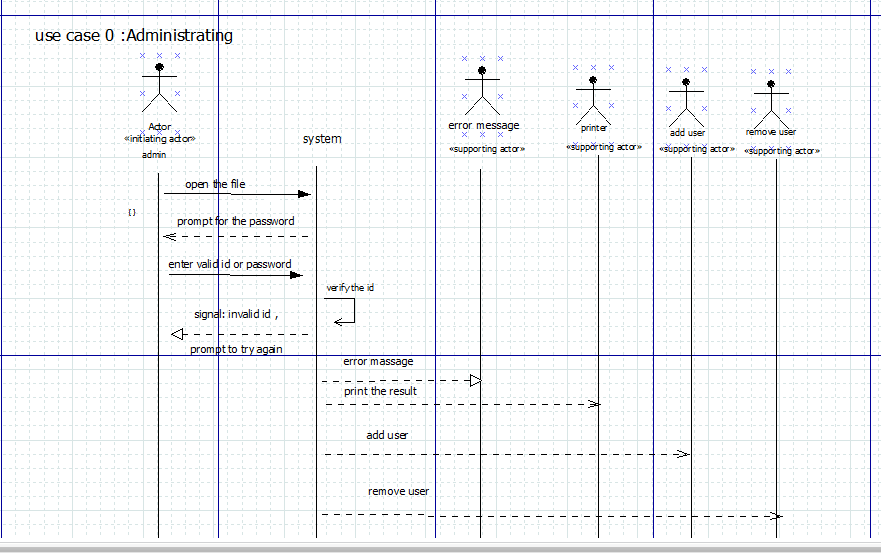 use case 0 :Administrating
Actor
«initiating actor»
admin
system
error message
«supporting actor»
printer
«supporting actor»
add user
«supporting actor»
remove user
«supporting actor»
open the file
{}
prompt for the password
enter valid id or password
verify the id
signal: invalid id ,
prompt to try again
error massage
print the result
add user
remove user